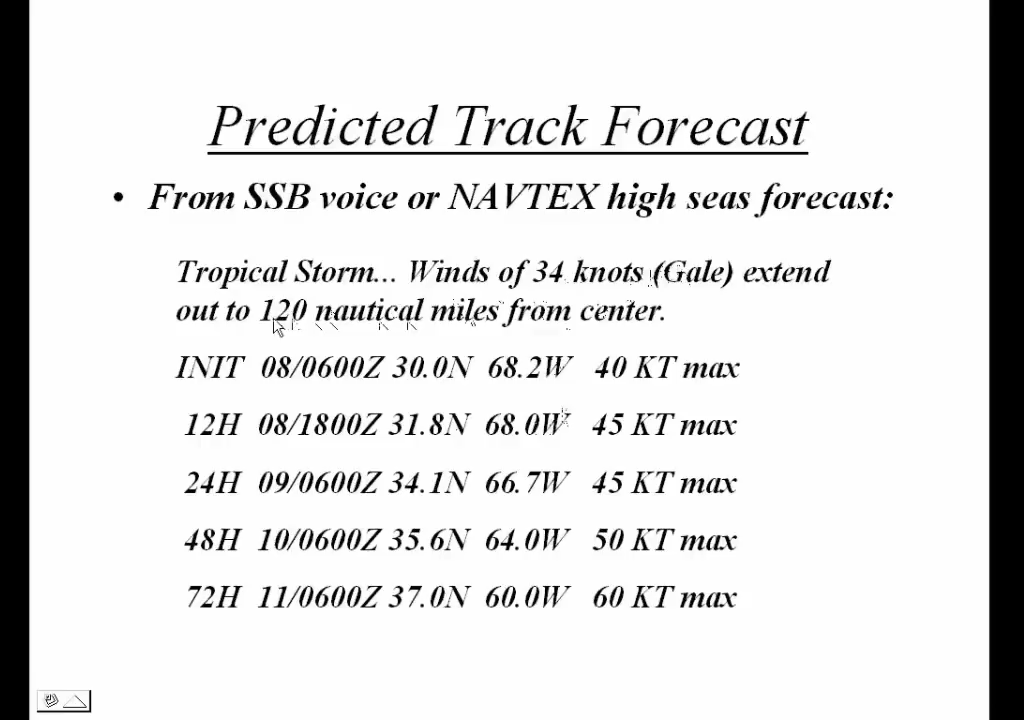 Predicted Track Forecast
• From SSB voice or NAVTEX high seas forecast:
Tropical Storm... Winds of 34 knots (Gale) extend
out to 120 nautical miles from center.
INIT 08/0600Z 30.0N 68.2W 40 KT max
12H 08/1800Z 31.8N 68.0W 45 KT max
24H 09/0600Z 34.1N 66.7W 45 KT max
48H 10/0600Z 35.6N 64.0W 50 KT max
72H 11/0600Z 37.0N 60.0W 60 KT max